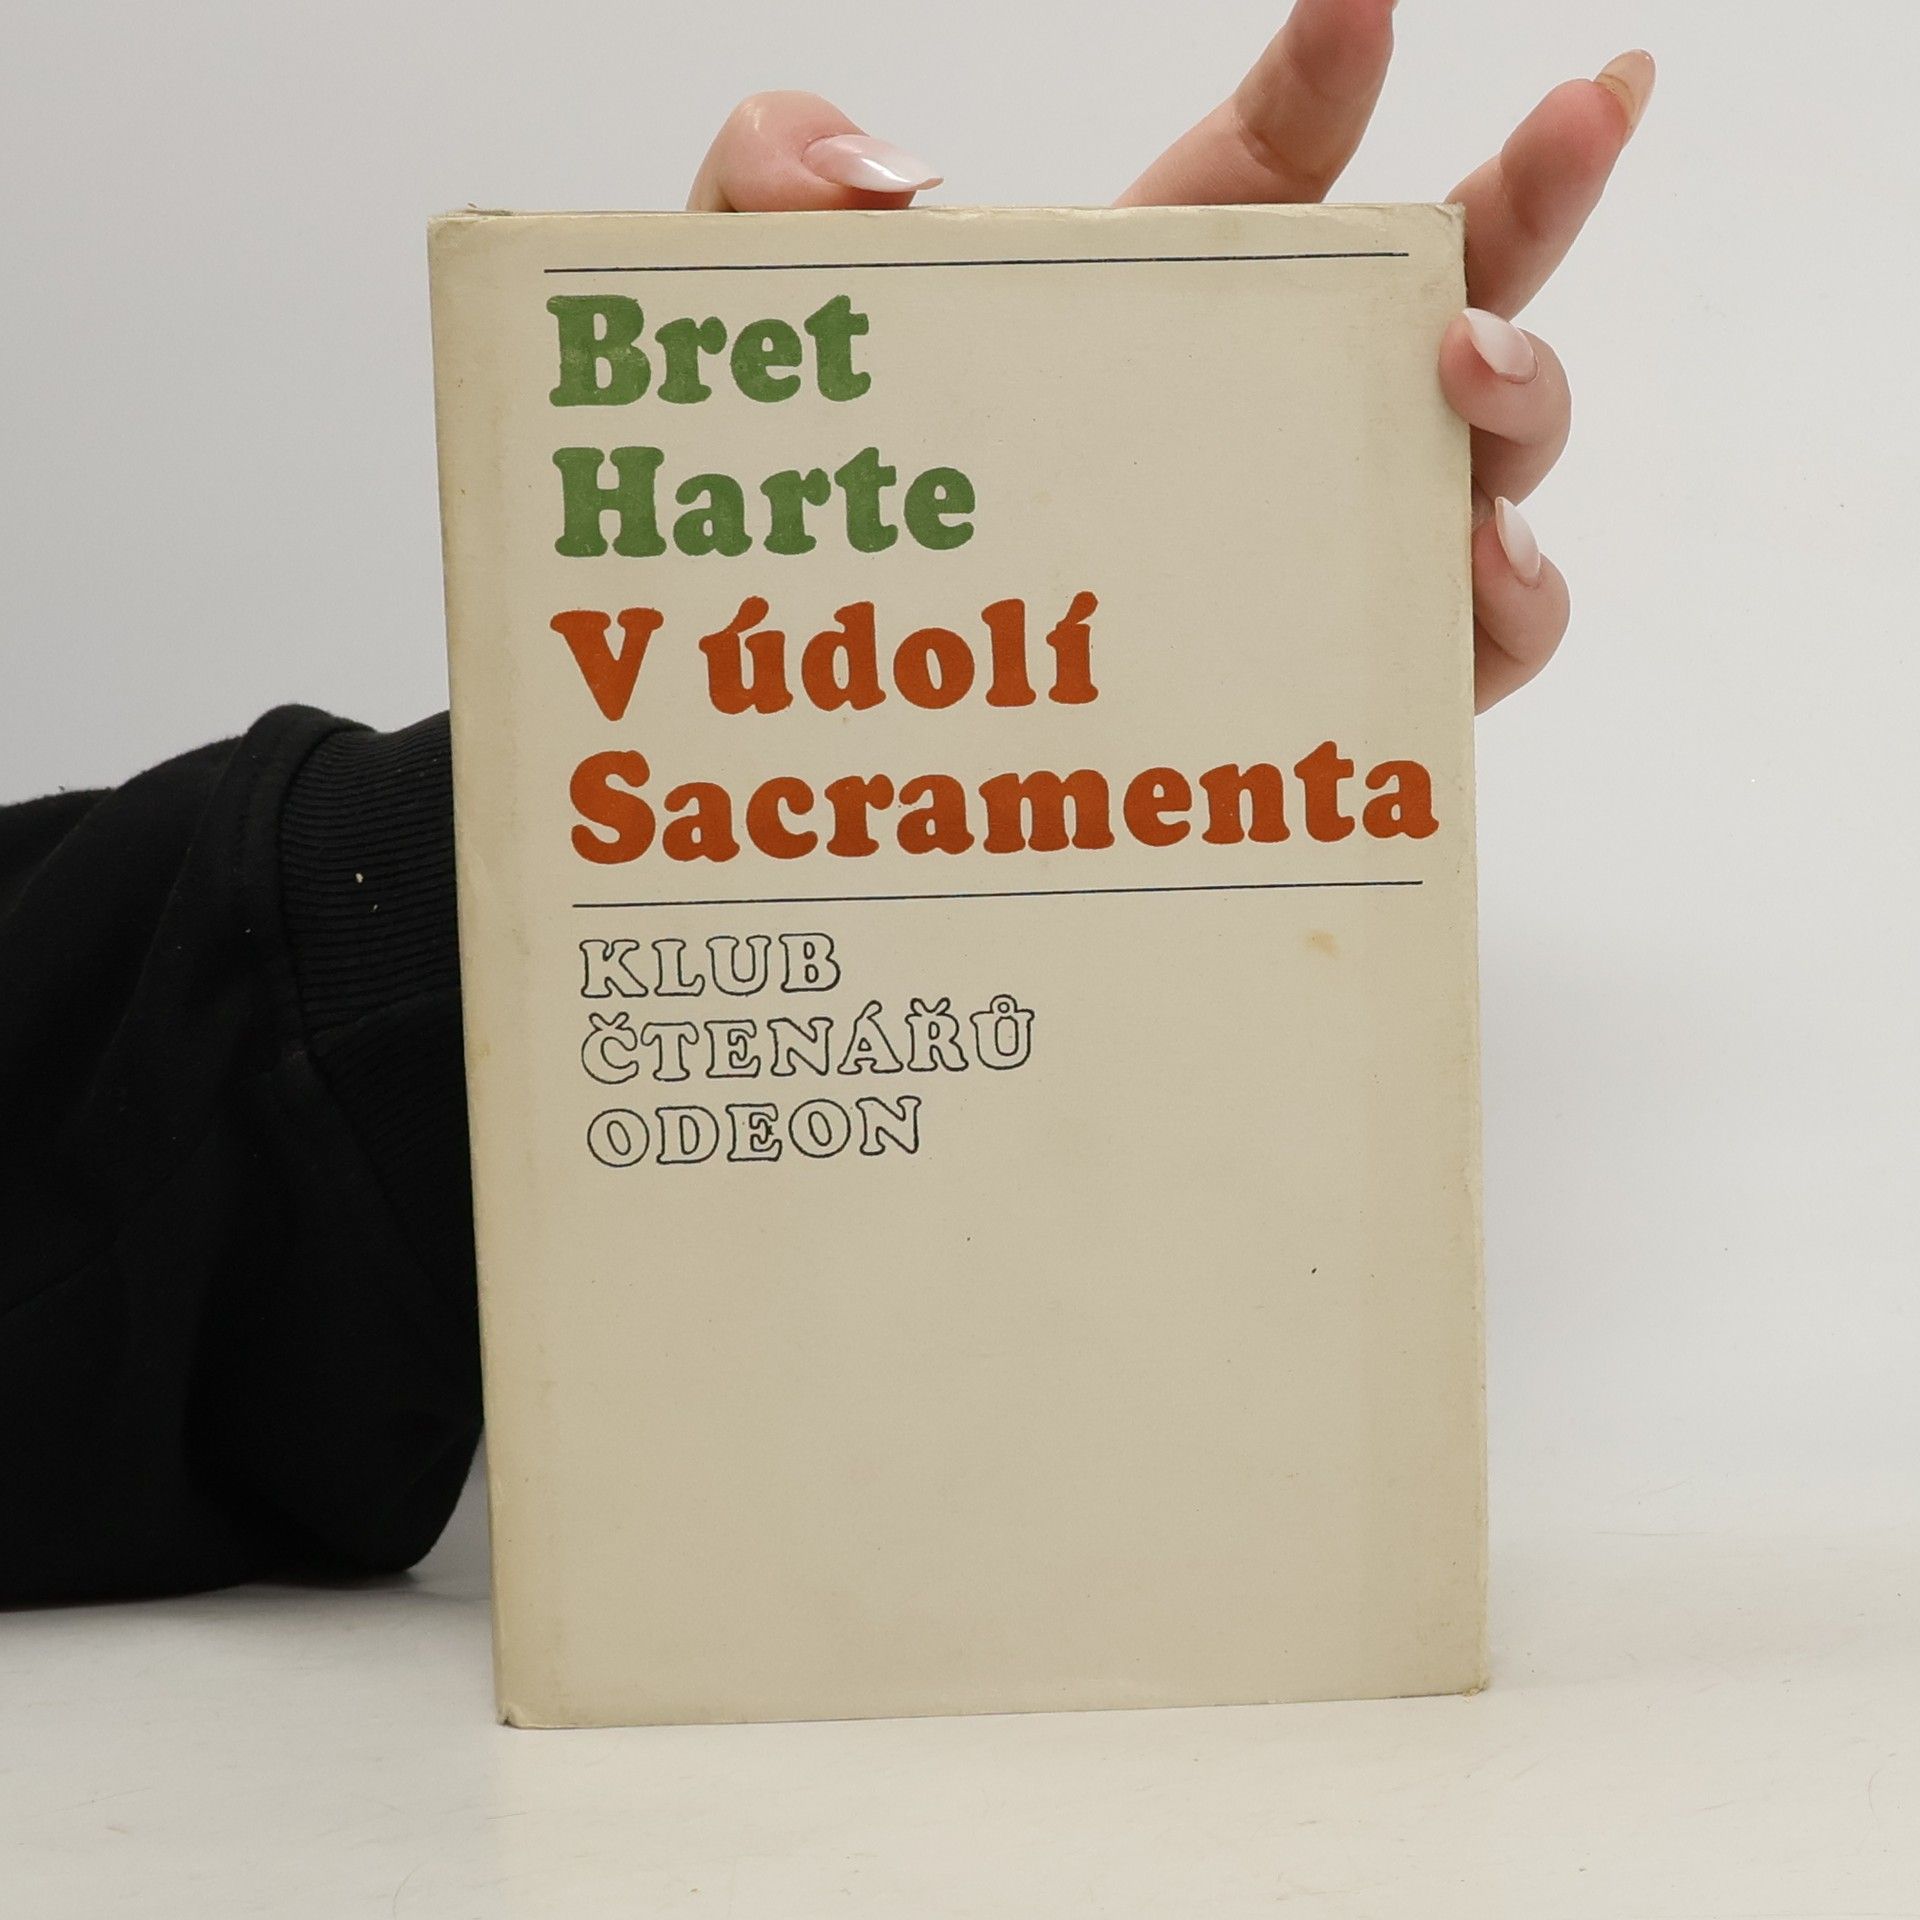 Bret
Harte
V údolí
Sacramenta
KLUB
ČTENÁŘŮ
ODEON